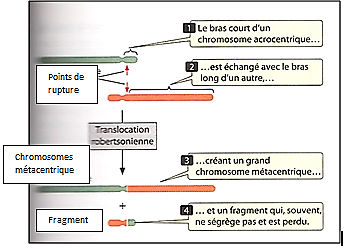 1 Le bras court d'un
chromosome acrocentrique...
Points de
rupture
2 ...est échangé avec le bras
long d'un autre,...
Translocation
robertsonienne
Chromosomes
métacentrique
3 ...créant un grand
chromosome métacentrique...
+
Fragment
4 ... et un fragment qui, souvent,
ne ségrège pas et est perdu.